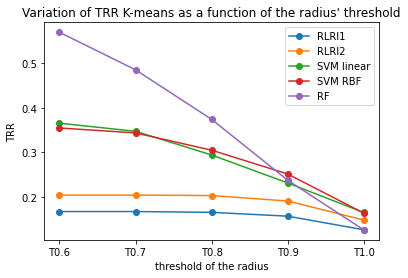 Variation of TRR K-means as a function of the radius' threshold
RLRI1
RLRI2
SVM linear
SVM RBF
RF
TRR
0.5
0.4
0.3
0.2
T0.6 T0.7 T0.8 T0.9 T1.0
threshold of the radius